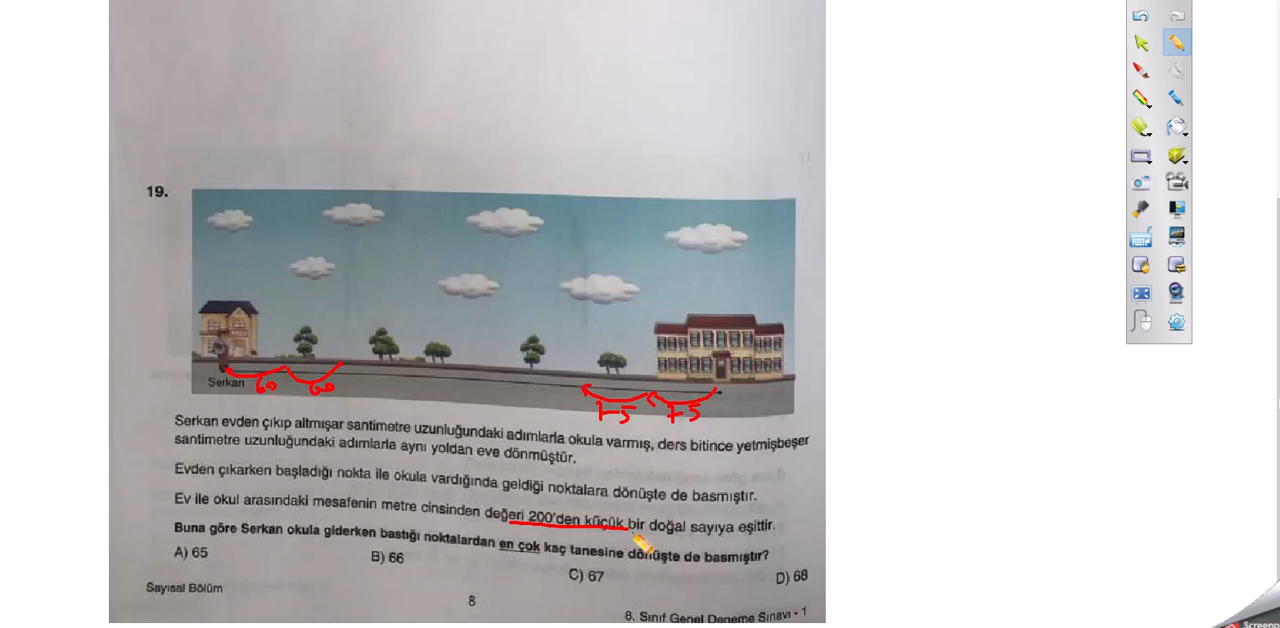 19.
Serkan
60 60
75 75
Serkan evden çıkıp altmışar santimetre uzunluğundaki adımlarla okula varmış, ders bitince yetmişbeşer
santimetre uzunluğundaki adımlarla aynı yoldan eve dönmüştür.
Evden çıkarken başladığı nokta ile okula vardığında geldiği noktalara dönüşte de basmıştır.
Ev ile okul arasındaki mesafenin metre cinsinden değeri 200'den küçük bir doğal sayıya eşittir.
Buna göre Serkan okula giderken bastığı noktalardan en çok kaç tanesine dönüşte de basmıştır?
A) 65 B) 66 C) 67 D) 68
Sayısal Bölüm
8
8. Sınıf Genel Deneme Sınavı - 1